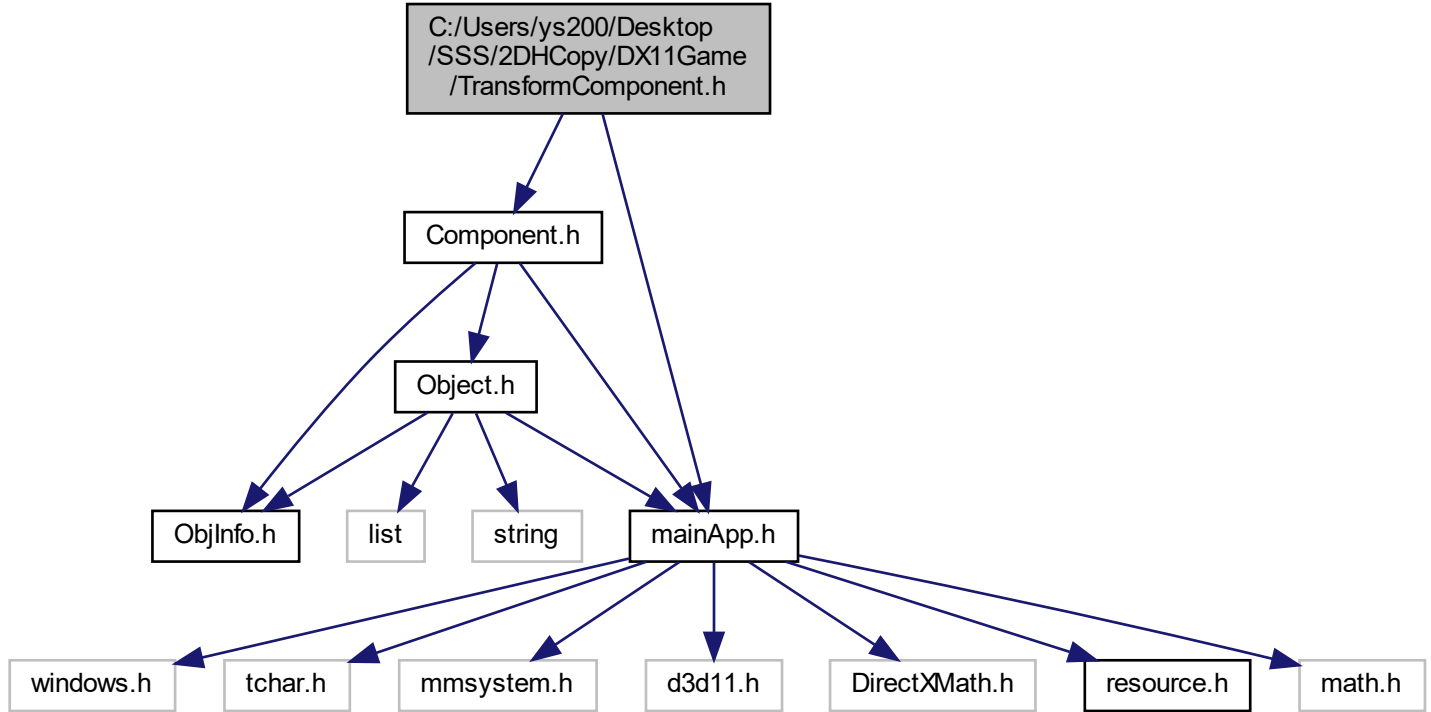 C:/Users/ys200/Desktop
/SSS/2DHCopy/DX11Game
/TransformComponent.h
Component.h
Object.h
ObjInfo.h
list
string
mainApp.h
windows.h
tchar.h
mmsystem.h
d3d11.h
DirectXMath.h
resource.h
math.h